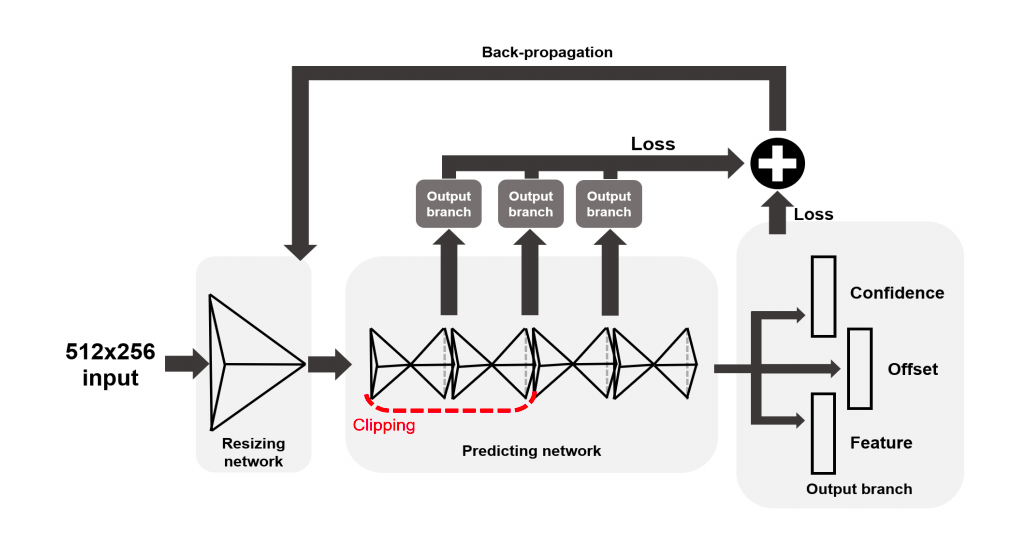 Back-propagation
Loss
Output
branch
Output
branch
Output
branch
Loss
512x256
input
Resizing
network
Clipping
Predicting network
Confidence
Offset
Feature
Output branch